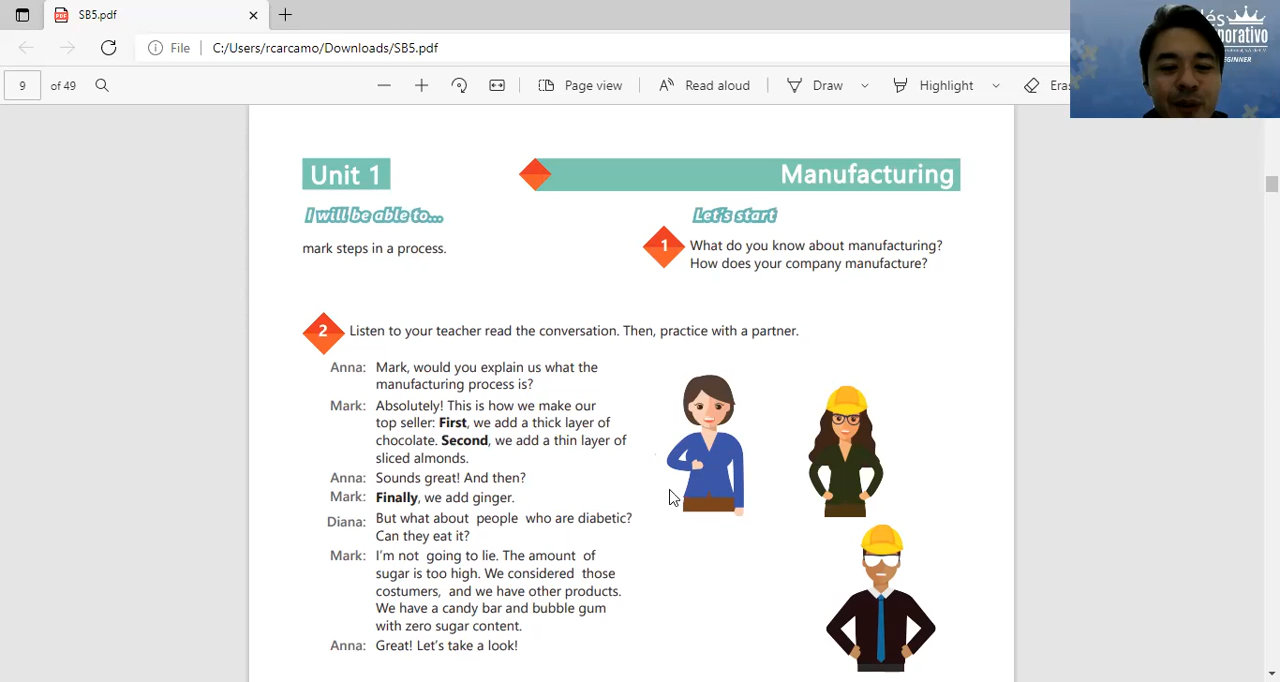 SB5.pdf
File
C:/Users/rcarcamo/Downloads/SB5.pdf
9 of 49
Page view
Read aloud
Draw
Highlight
Unit 1
Manufacturing
I will be able to...
mark steps in a process.
Let's start
1 What do you know about manufacturing?
How does your company manufacture?
2 Listen to your teacher read the conversation. Then, practice with a partner.
Anna: Mark, would you explain us what the
manufacturing process is?
Mark: Absolutely! This is how we make our
top seller: First, we add a thick layer of
chocolate. Second, we add a thin layer of
sliced almonds.
Anna: Sounds great! And then?
Mark: Finally, we add ginger.
Diana: But what about people who are diabetic?
Can they eat it?
Mark: I'm not going to lie. The amount of
sugar is too high. We considered those
costumers, and we have other products.
We have a candy bar and bubble gum
with zero sugar content.
Anna: Great! Let's take a look!